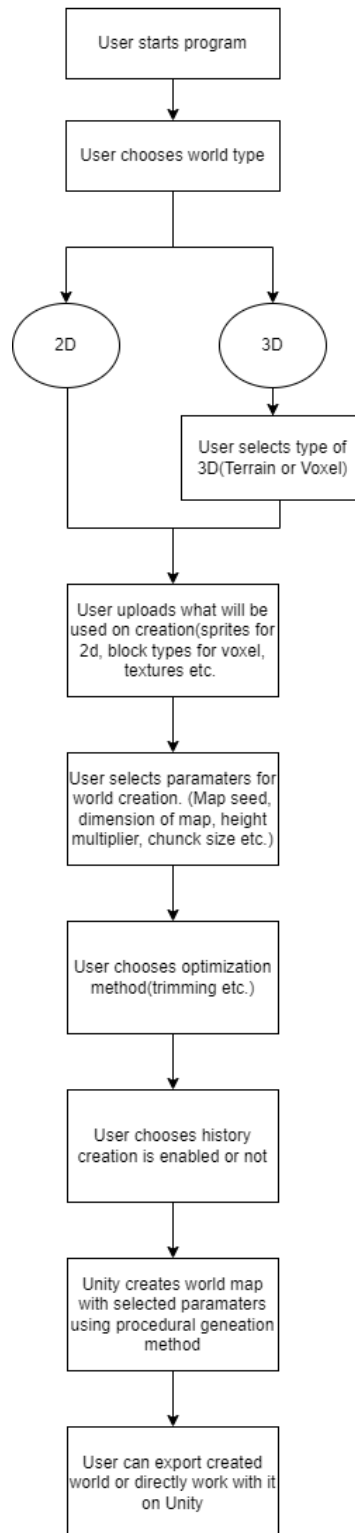 User starts program
User chooses world type
2D
3D
User selects type of
3D(Terrain or Voxel)
User uploads what will be
used on creation(sprites for
2d, block types for voxel,
textures etc.
User selects paramaters for
world creation. (Map seed,
dimension of map, height
multiplier, chunck size etc.)
User chooses optimization
method(trimming etc.)
User chooses history
creation is enabled or not
Unity creates world map
with selected paramaters
using procedural geneation
method
User can export created
world or directly work with it
on Unity